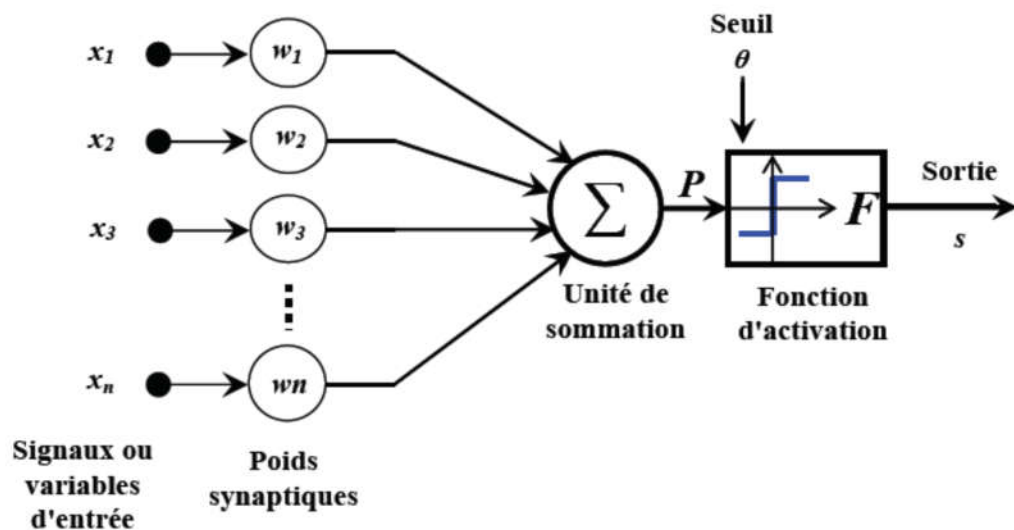 Seuil
θ
x1
w1
x2
w2
x3
w3
xn
wn
Σ
P
F
Sortie
s
Unité de
sommation
Fonction
d'activation
Signaux ou
variables
d'entrée
Poids
synaptiques